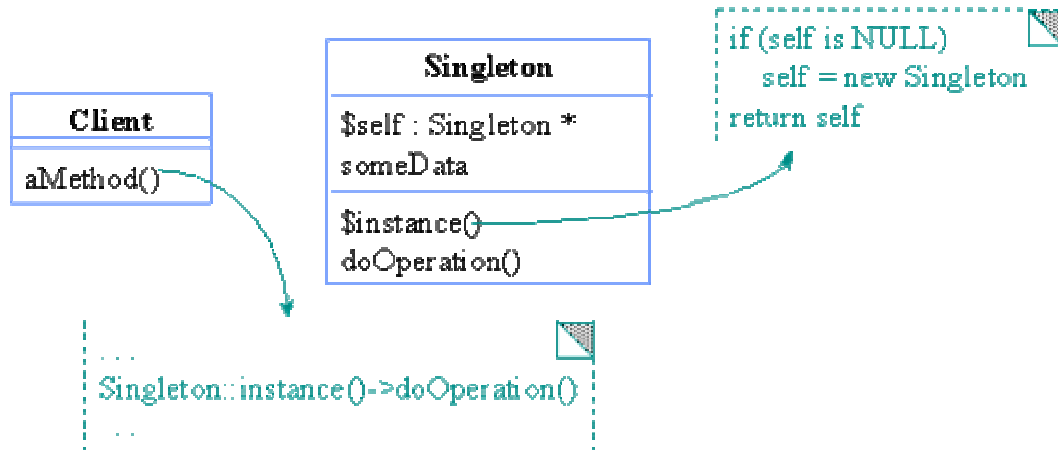 Client
aMethod()
Singleton
$self : Singleton *
someData
$instance()
doOperation()
if (self is NULL)
self = new Singleton
return self
. . .
Singleton::instance()->doOperation()
. .